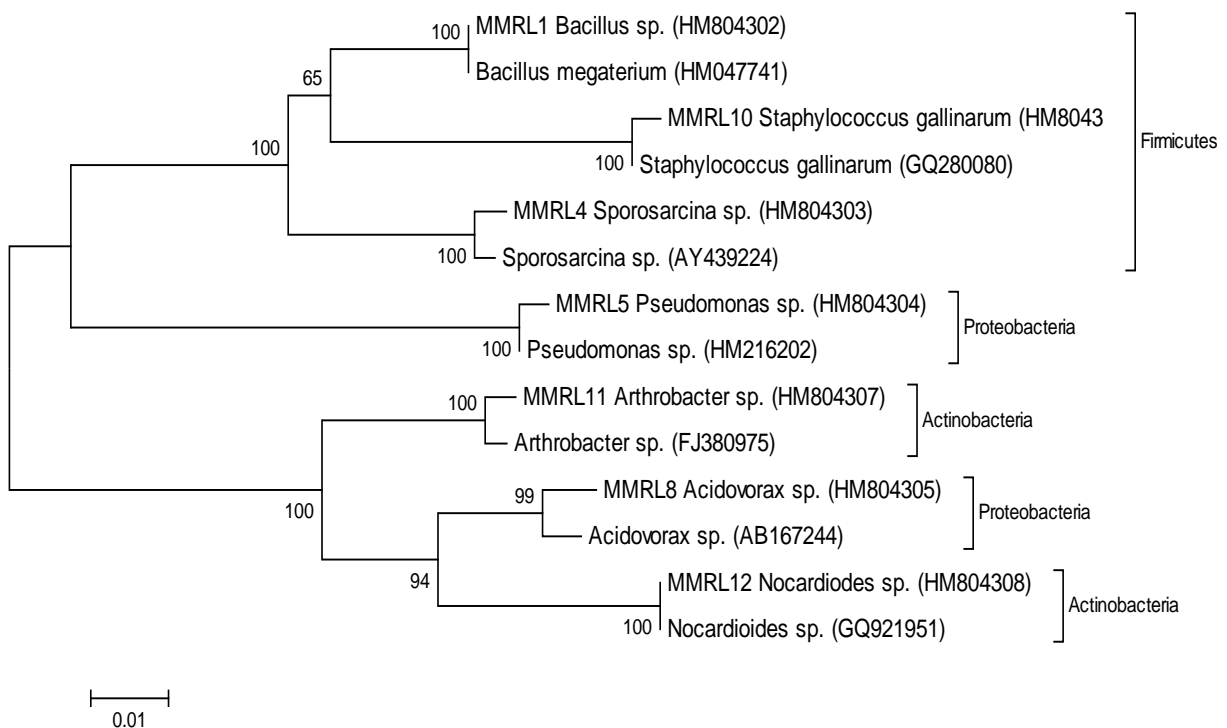 MMRL1 Bacillus sp. (HM804302)
100
Bacillus megaterium (HM047741)
65
MMRL10 Staphylococcus gallinarum (HM8043
100
Firmicutes
100
Staphylococcus gallinarum (GQ280080)
MMRL4 Sporosarcina sp. (HM804303)
100
Sporosarcina sp. (AY439224)
MMRL5 Pseudomonas sp. (HM804304)
Proteobacteria
100
Pseudomonas sp. (HM216202)
MMRL11 Arthrobacter sp. (HM804307)
100
Actinobacteria
Arthrobacter sp. (FJ380975)
MMRL8 Acidovorax sp. (HM804305)
99
Proteobacteria
100
Acidovorax sp. (AB167244)
94
MMRL12 Nocardiodes sp. (HM804308)
Actinobacteria
100
Nocardioides sp. (GQ921951)
0.01